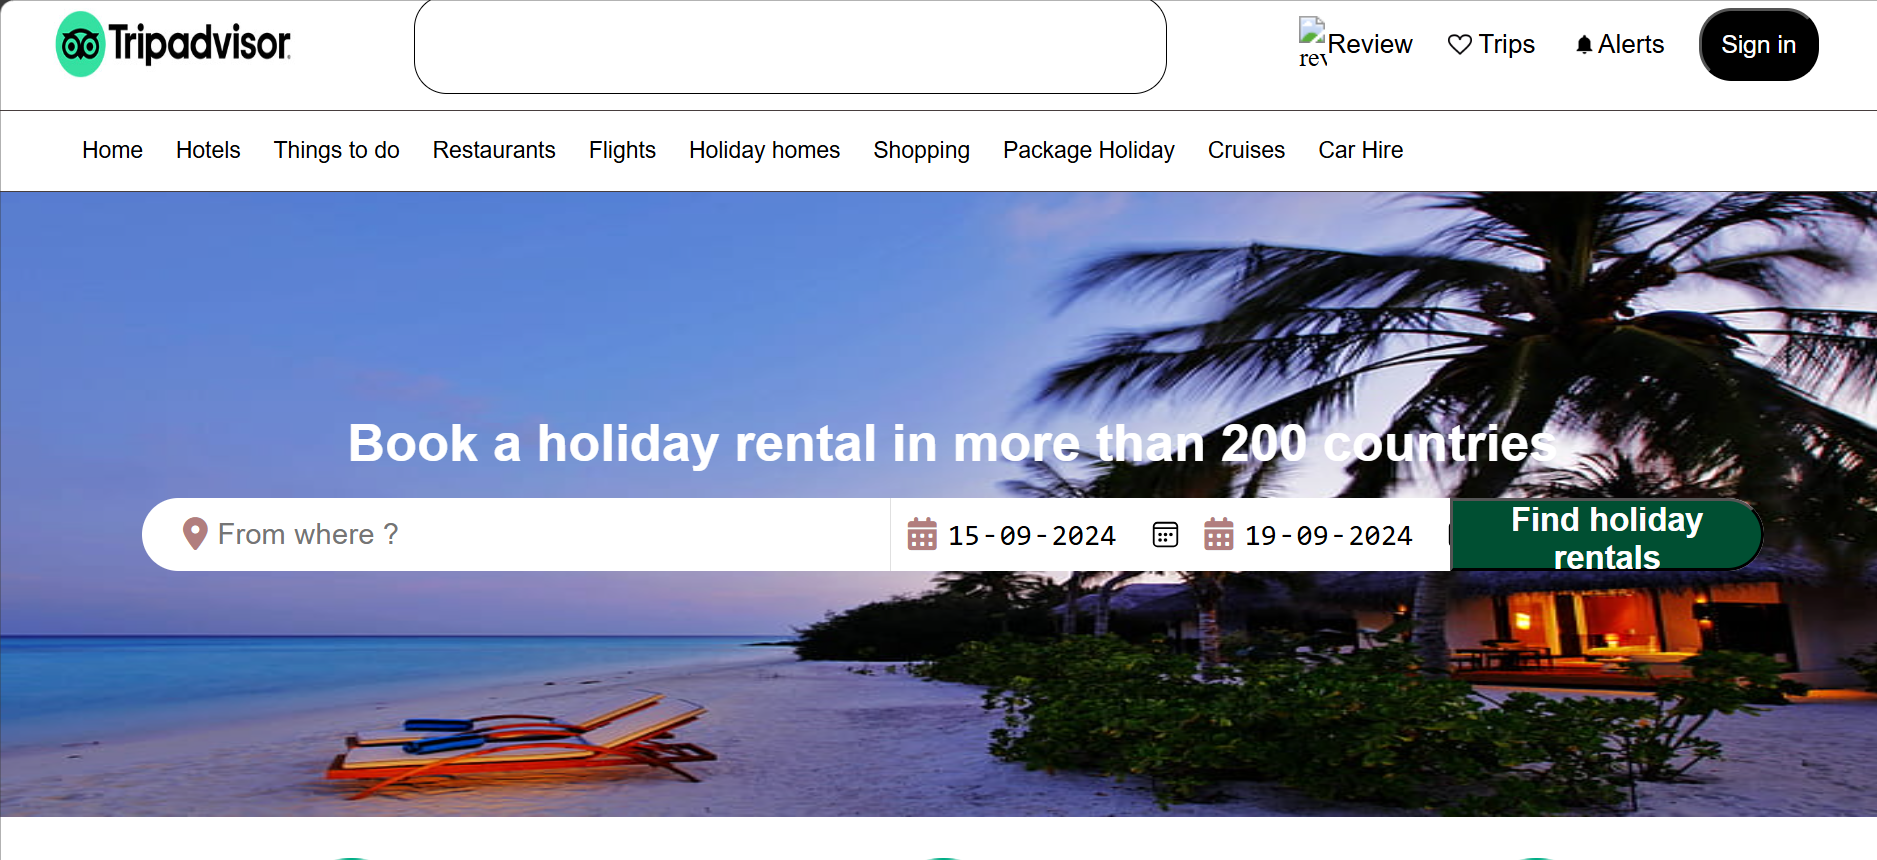 Tripadvisor
rev
Review
Trips
Alerts
Sign in
Home Hotels Things to do Restaurants Flights Holiday homes Shopping Package Holiday Cruises Car Hire
Book a holiday rental in more than 200 countries
From where ?
15-09-2024
19-09-2024
Find holiday
rentals